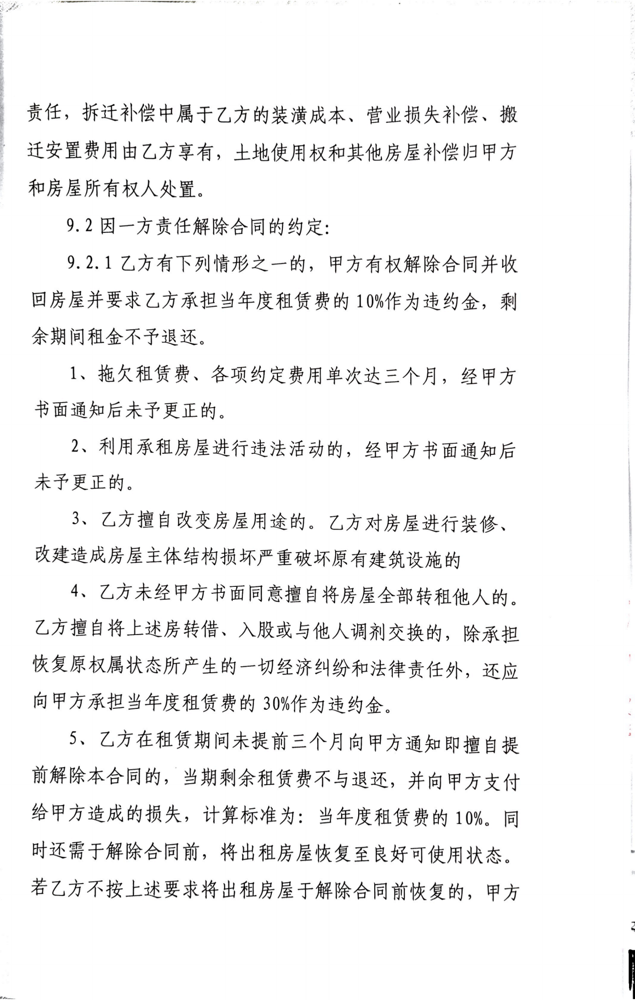 责任，拆迁补偿中属于乙方的装潢成本、营业损失补偿、搬
迁安置费用由乙方享有，土地使用权和其他房屋补偿归甲方
和房屋所有权人处置。
9.2 因一方责任解除合同的约定：
9.2.1 乙方有下列情形之一的，甲方有权解除合同并收
回房屋并要求乙方承担当年度租赁费的 10%作为违约金，剩
余期间租金不予退还。
1、拖欠租赁费、各项约定费用单次达三个月，经甲方
书面通知后未予更正的。
2、利用承租房屋进行违法活动的，经甲方书面通知后
未予更正的。
3、乙方擅自改变房屋用途的。乙方对房屋进行装修、
改建造成房屋主体结构损坏严重破坏原有建筑设施的
4、乙方未经甲方书面同意擅自将房屋全部转租他人的。
乙方擅自将上述房转借、入股或与他人调剂交换的，除承担
恢复原权属状态所产生的一切经济纠纷和法律责任外，还应
向甲方承担当年度租赁费的 30%作为违约金。
5、乙方在租赁期间未提前三个月向甲方通知即擅自提
前解除本合同的，当期剩余租赁费不与退还，并向甲方支付
给甲方造成的损失，计算标准为：当年度租赁费的 10%。同
时还需于解除合同前，将出租房屋恢复至良好可使用状态。
若乙方不按上述要求将出租房屋于解除合同前恢复的，甲方